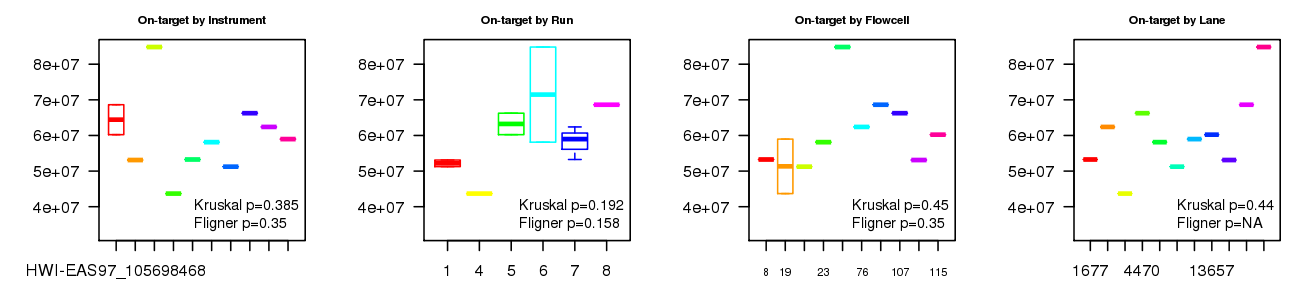 On-target by Instrument
8e+07
7e+07
6e+07
5e+07
4e+07
Kruskal p=0.385
Fligner p=0.35
HWI-EAS97_105698468
On-target by Run
8e+07
7e+07
6e+07
5e+07
4e+07
Kruskal p=0.192
Fligner p=0.158
1 4 5 6 7 8
On-target by Flowcell
8e+07
7e+07
6e+07
5e+07
4e+07
Kruskal p=0.45
Fligner p=0.35
8 19 23 76 107 115
On-target by Lane
8e+07
7e+07
6e+07
5e+07
4e+07
Kruskal p=0.44
Fligner p=NA
1677 4470 13657